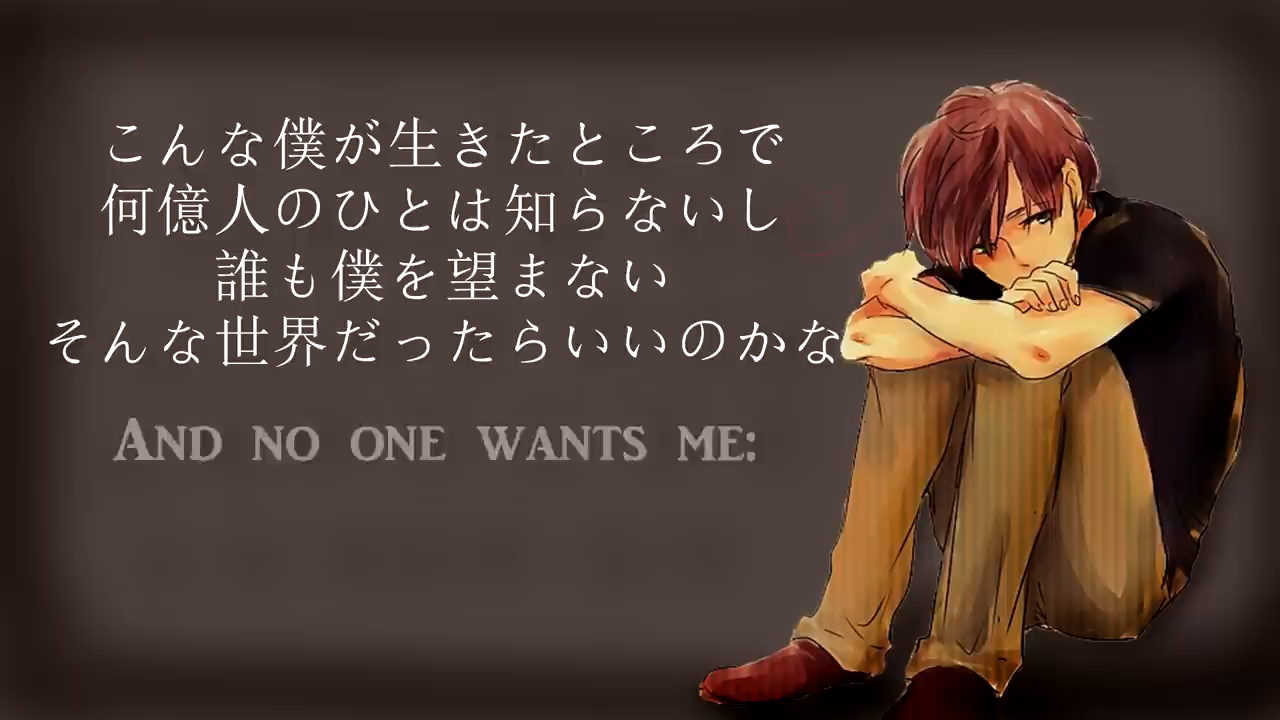 こんな僕が生きたところで
何億人のひとは知らないし
誰も僕を望まない
そんな世界だったらいいのかな
AND NO ONE WANTS ME: